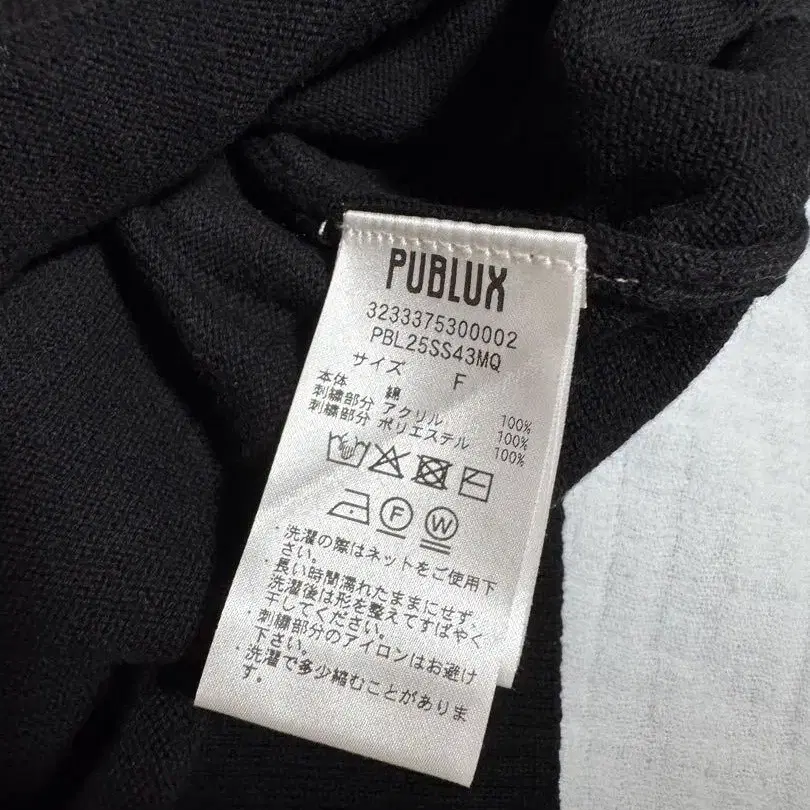 PUBLUX
3233375300002
PBL25SS43MQ
サイズ F
本体 綿 100%
刺繍部分 アクリル 100%
刺繍部分 ポリエステル 100%
F W
・洗濯の際はネットをご使用下
さい。
・長い時間濡れたままにせず、
洗濯後は形を整えてすばやく
干してください。
・刺繍部分のアイロンはお避け
下さい。
・洗濯で多少縮むことがありま
す。